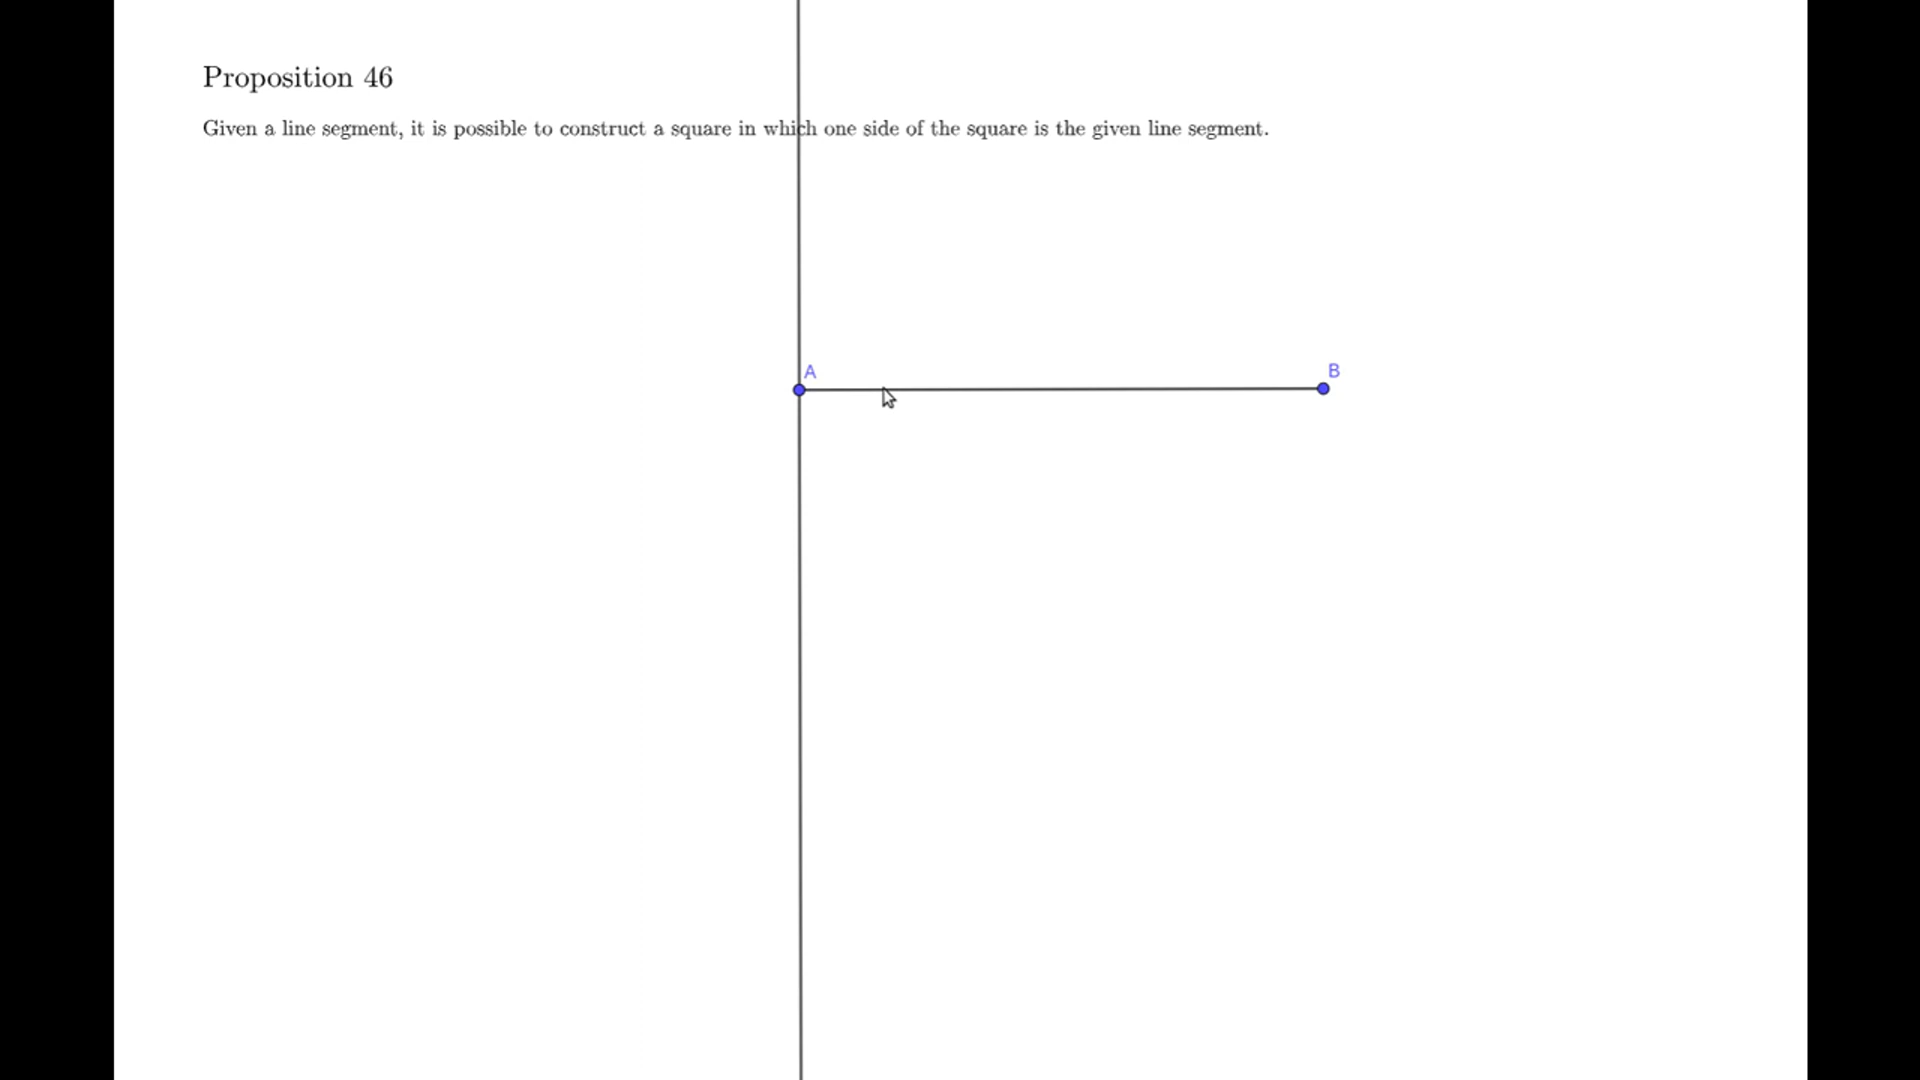 Proposition 46
Given a line segment, it is possible to construct a square in which one side of the square is the given line segment.
A
B